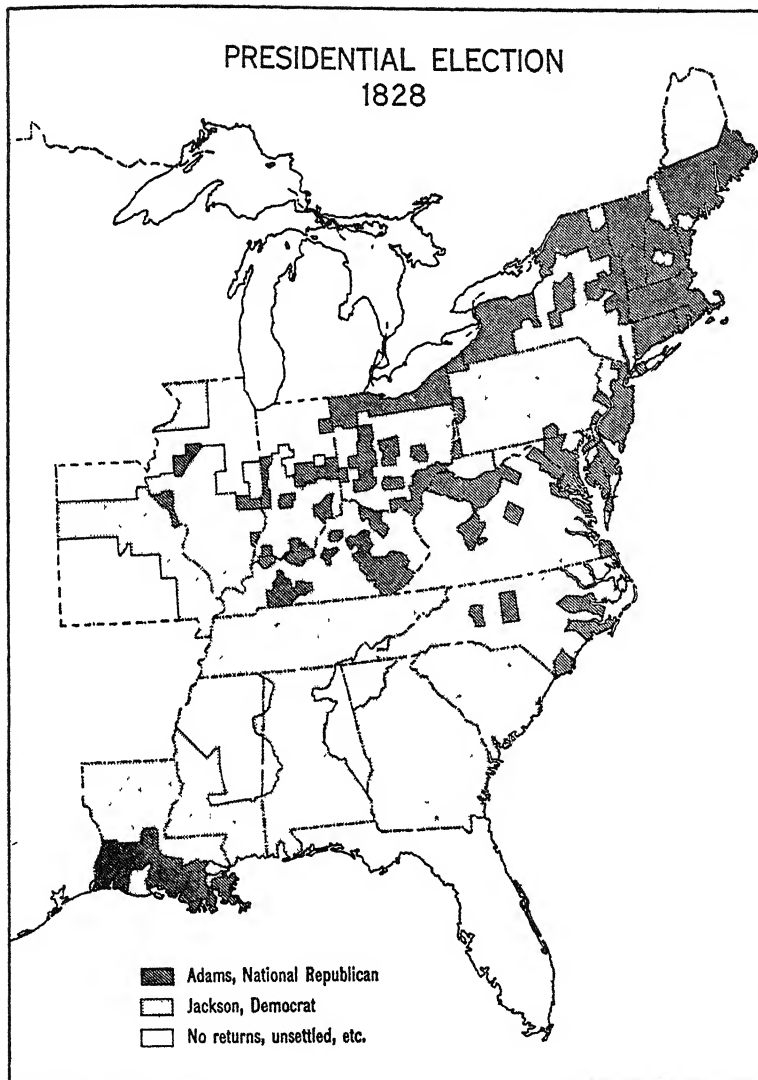 PRESIDENTIAL ELECTION
1828
Adams, National Republican
Jackson, Democrat
No returns, unsettled, etc.